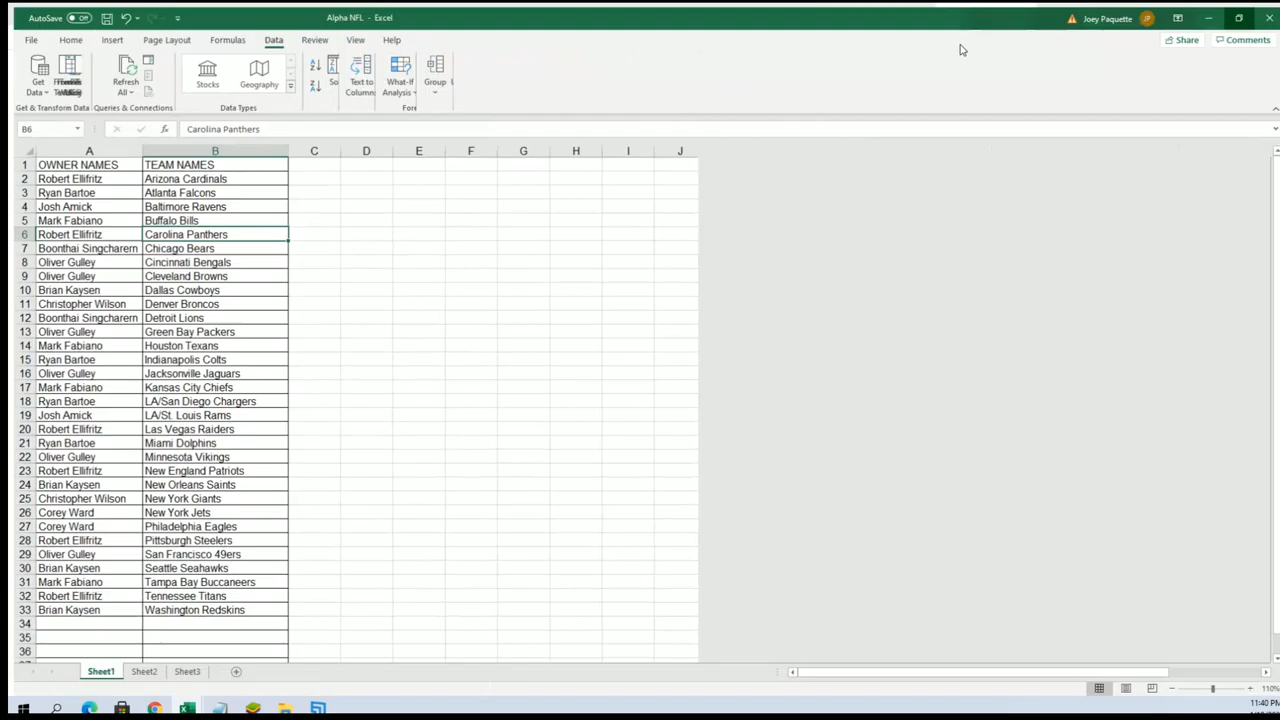 AutoSave Off Alpha NFL - Excel Joey Paquette JP
File Home Insert Page Layout Formulas Data Review View Help Share Comments
Get Data Refresh All Stocks Geography Text to Columns What-If Analysis Group
Get & Transform Data Queries & Connections Data Types
B6 fx Carolina Panthers
A B C D E F G H I J
1 OWNER NAMES TEAM NAMES
2 Robert Ellifritz Arizona Cardinals
3 Ryan Bartoe Atlanta Falcons
4 Josh Amick Baltimore Ravens
5 Mark Fabiano Buffalo Bills
6 Robert Ellifritz Carolina Panthers
7 Boonthai Singcharern Chicago Bears
8 Oliver Gulley Cincinnati Bengals
9 Oliver Gulley Cleveland Browns
10 Brian Kaysen Dallas Cowboys
11 Christopher Wilson Denver Broncos
12 Boonthai Singcharern Detroit Lions
13 Oliver Gulley Green Bay Packers
14 Mark Fabiano Houston Texans
15 Ryan Bartoe Indianapolis Colts
16 Oliver Gulley Jacksonville Jaguars
17 Mark Fabiano Kansas City Chiefs
18 Ryan Bartoe LA/San Diego Chargers
19 Josh Amick LA/St. Louis Rams
20 Robert Ellifritz Las Vegas Raiders
21 Ryan Bartoe Miami Dolphins
22 Oliver Gulley Minnesota Vikings
23 Robert Ellifritz New England Patriots
24 Brian Kaysen New Orleans Saints
25 Christopher Wilson New York Giants
26 Corey Ward New York Jets
27 Corey Ward Philadelphia Eagles
28 Robert Ellifritz Pittsburgh Steelers
29 Oliver Gulley San Francisco 49ers
30 Brian Kaysen Seattle Seahawks
31 Mark Fabiano Tampa Bay Buccaneers
32 Robert Ellifritz Tennessee Titans
33 Brian Kaysen Washington Redskins
34
35
36
Sheet1 Sheet2 Sheet3
110%
11:40 PM